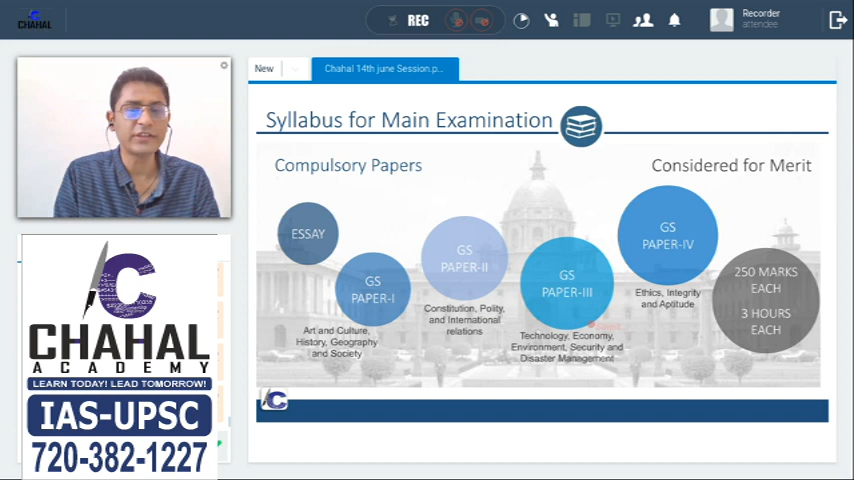 CHAHAL
REC
Recorder
attendee
New
Chahal 14th june Session.p...
Syllabus for Main Examination
Compulsory Papers
Considered for Merit
ESSAY
GS
PAPER-I
Art and Culture,
History, Geography
and Society
GS
PAPER-II
Constitution, Polity,
and International
relations
GS
PAPER-III
Technology, Economy,
Environment, Security and
Disaster Management
GS
PAPER-IV
Ethics, Integrity
and Aptitude
250 MARKS
EACH
3 HOURS
EACH
CHAHAL
ACADEMY
LEARN TODAY! LEAD TOMORROW!
IAS-UPSC
720-382-1227